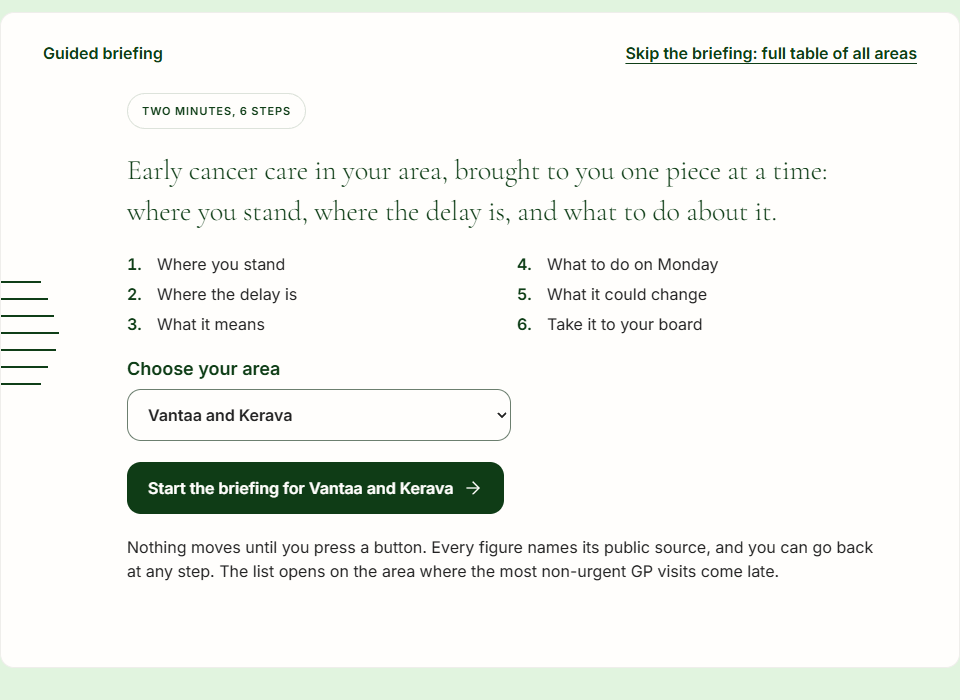 Guided briefing
Skip the briefing: full table of all areas
TWO MINUTES, 6 STEPS
Early cancer care in your area, brought to you one piece at a time:
where you stand, where the delay is, and what to do about it.
1. Where you stand
2. Where the delay is
3. What it means
4. What to do on Monday
5. What it could change
6. Take it to your board
Choose your area
Vantaa and Kerava
Start the briefing for Vantaa and Kerava →
Nothing moves until you press a button. Every figure names its public source, and you can go back
at any step. The list opens on the area where the most non-urgent GP visits come late.